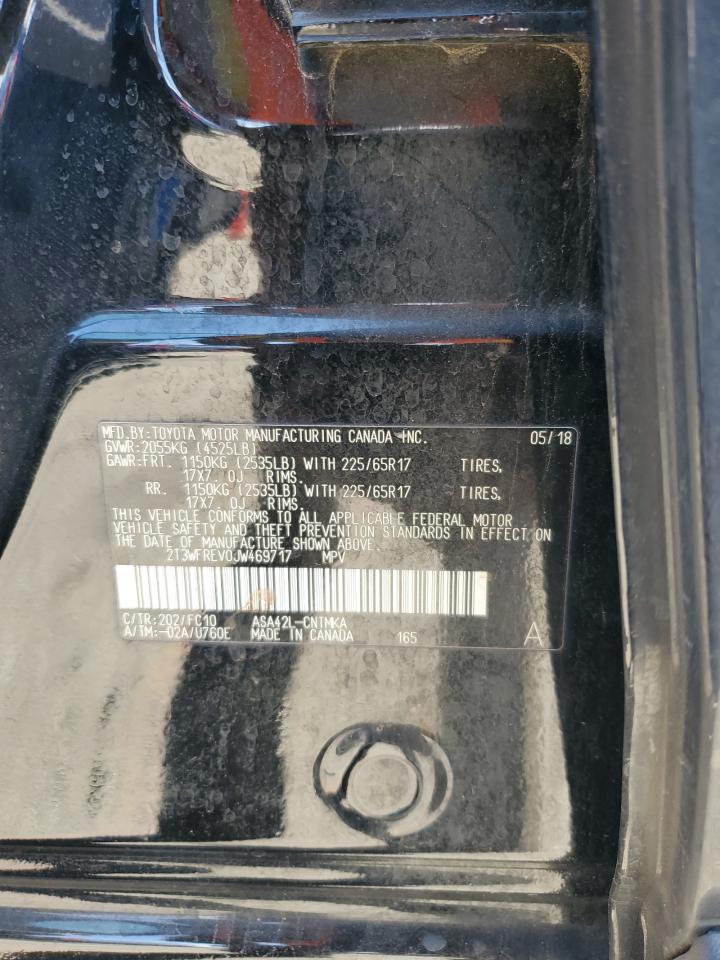 MFD.BY:TOYOTA MOTOR MANUFACTURING CANADA INC. 05/18
GVWR:2055KG (4525LB)
GAWR:FRT. 1150KG (2535LB) WITH 225/65R17 TIRES,
17X7. 0J RIMS.
RR. 1150KG (2535LB) WITH 225/65R17 TIRES,
17X7. 0J RIMS.
THIS VEHICLE CONFORMS TO ALL APPLICABLE FEDERAL MOTOR
VEHICLE SAFETY AND THEFT PREVENTION STANDARDS IN EFFECT ON
THE DATE OF MANUFACTURE SHOWN ABOVE.
2T3WFREV0JW469717 MPV
C/TR:202/FC10 ASA42L-CNTMKA
A/TM:-02A/U760E MADE IN CANADA 165 A